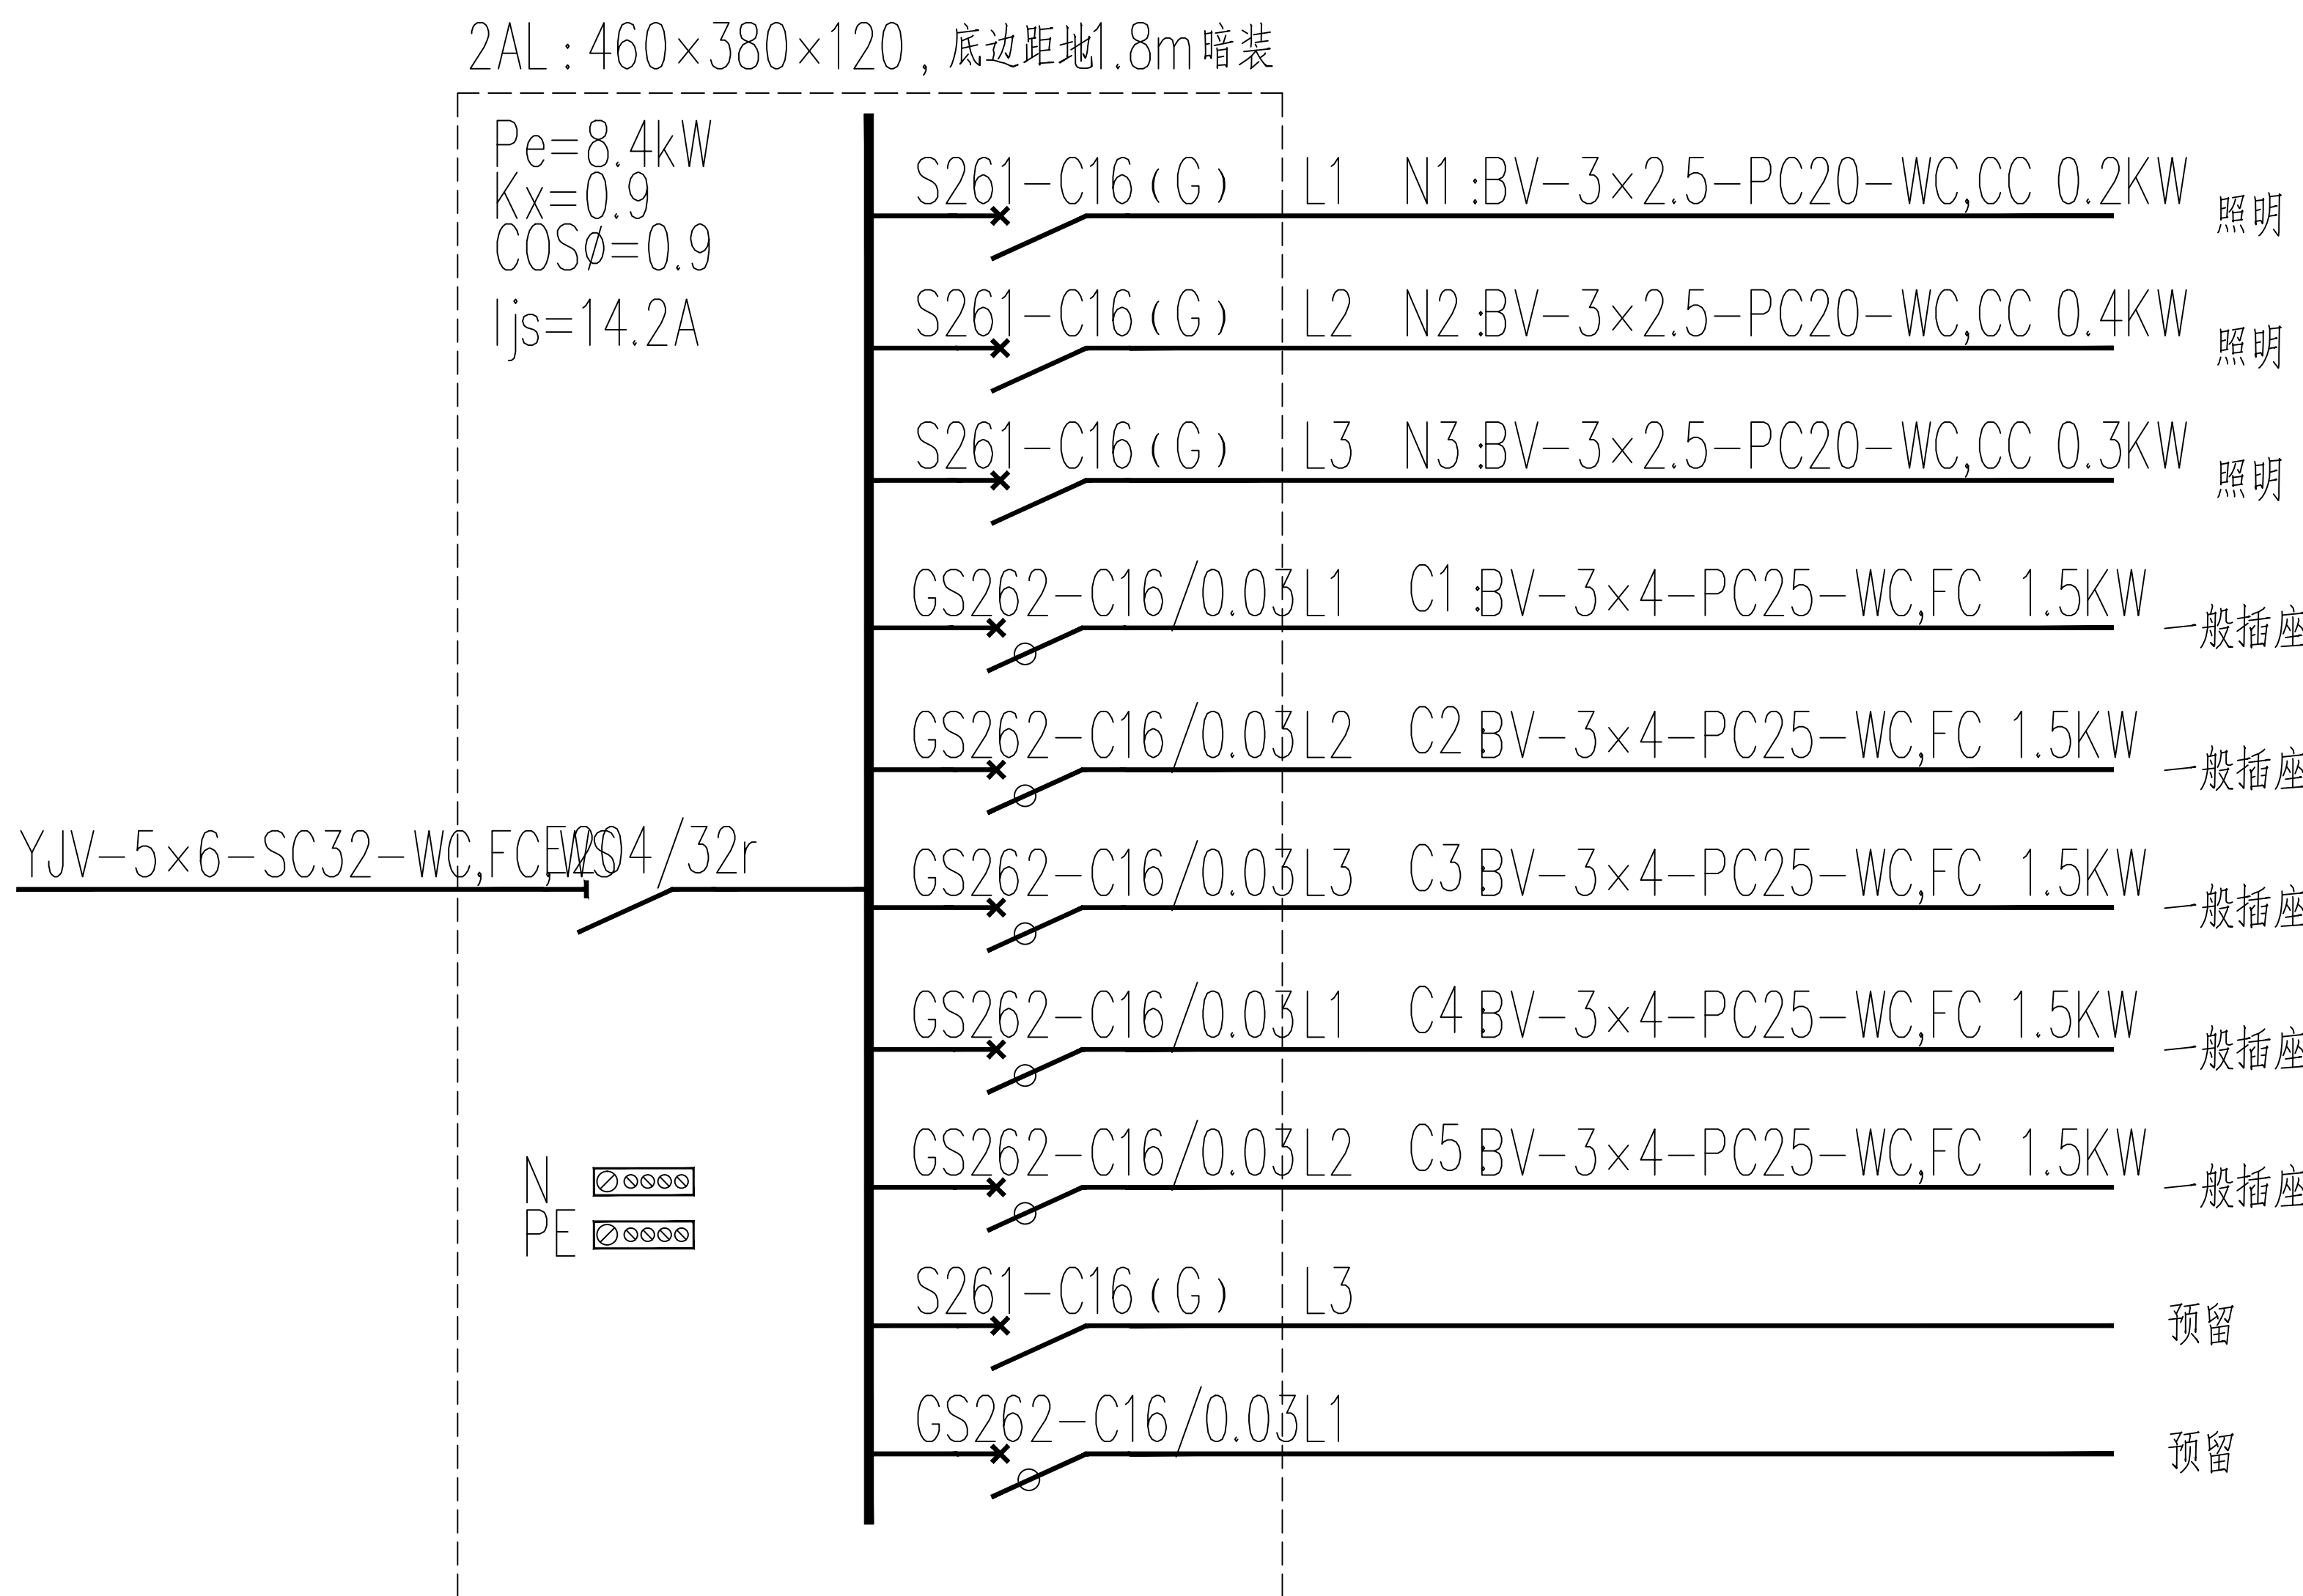 2AL：460×380×120，底边距地1.8m暗装
Pe=8.4kW
Kx=0.9
COSØ=0.9
Ijs=14.2A
S261-C16（G） L1 N1:BV-3×2.5-PC20-WC,CC 0.2KW 照明
S261-C16（G） L2 N2:BV-3×2.5-PC20-WC,CC 0.4KW 照明
S261-C16（G） L3 N3:BV-3×2.5-PC20-WC,CC 0.3KW 照明
GS262-C16/0.03 L1 C1:BV-3×4-PC25-WC,FC 1.5KW 一般插座
GS262-C16/0.03 L2 C2:BV-3×4-PC25-WC,FC 1.5KW 一般插座
YJV-5×6-SC32-WC,FC,WS E204/32r
GS262-C16/0.03 L3 C3:BV-3×4-PC25-WC,FC 1.5KW 一般插座
GS262-C16/0.03 L1 C4:BV-3×4-PC25-WC,FC 1.5KW 一般插座
GS262-C16/0.03 L2 C5:BV-3×4-PC25-WC,FC 1.5KW 一般插座
N
PE
S261-C16（G） L3 预留
GS262-C16/0.03 L1 预留